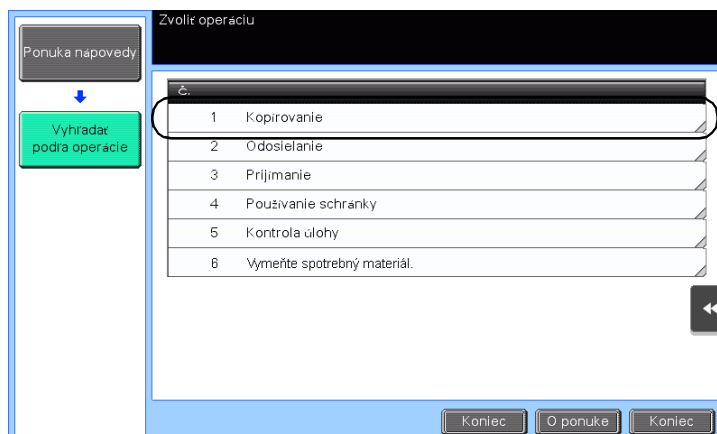 Zvoliť operáciu
Ponuka nápovedy
Vyhľadať
podľa operácie
č.
1 Kopírovanie
2 Odosielanie
3 Prijímanie
4 Používanie schránky
5 Kontrola úlohy
6 Vymeňte spotrebný materiál.
Koniec O ponuke Koniec